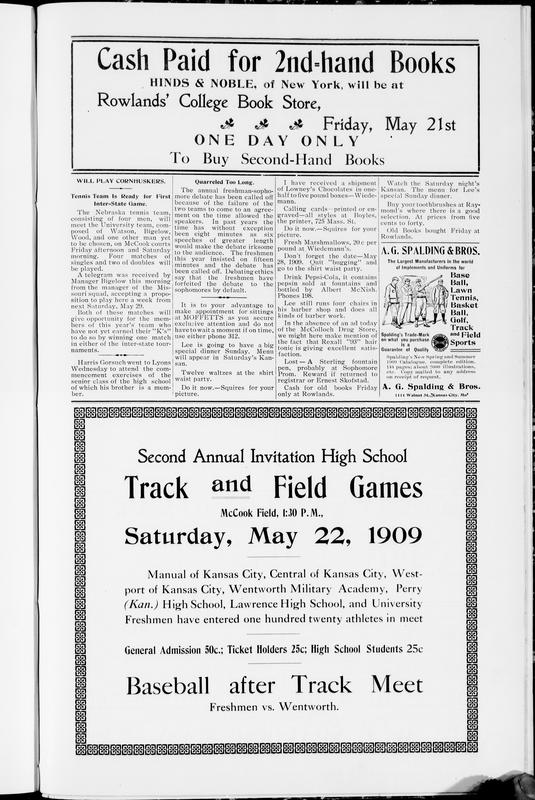 Cash Paid for 2nd-hand Books
HINDS & NOBLE, of New York, will be at
Rowlands' College Book Store,
Friday, May 21st
ONE DAY ONLY
To Buy Second-Hand Books
WILL PLAY CORNHUSKERS.
Tennis Team Is Ready for First
Inter-State Game.
The Nebraska tennis team,
consisting of four men, will
meet the University team, com-
posed of Watson, Bigelow,
Wood, and one other man yet
to be chosen, on McCook courts
Friday afternoon and Saturday
morning. Four matches of
singles and two of doubles will
be played.
A telegram was received by
Manager Bigelow this morning
from the manager of the Mis-
souri squad, accepting a propo-
sition to play here a week from
next Saturday, May 29.
Both of these matches will
give opportunity for the mem-
bers of this year's team who
have not yet earned their "K's"
to do so by winning one match
in either of the inter-state tour-
naments.
Harris Gorsuch went to Lyons
Wednesday to attend the com-
mencement exercises of the
senior class of the high school
of which his brother is a mem-
ber.
Quarreled Too Long.
The annual freshman-sopho-
more debate has been called off
because of the failure of the
two teams to come to an agree-
ment on the time allowed the
speakers. In past years the
time has without exception
been eight minutes as six
speeches of greater length
would make the debate irksome
to the audience. The freshmen
this year insisted on fifteen
minutes and the debate has
been called off. Debating ethics
say that the freshmen have
forfeited the debate to the
sophomores by default.
It is to your advantage to
make appointment for sittings
at MOFFETTS as you secure
exclusive attention and do not
have to wait a moment if on time,
use either phone 312.
Lee is going to have a big
special dinner Sunday. Menu
will appear in Saturday's Kan-
san.
Twelve waltzes at the shirt
waist party.
Do it now.—Squires for your
picture.
I have received a shipment
of Lowney's Chocolates in one-
half to five pound boxes—Wiede-
mann.
Calling cards—printed or en-
graved—all styles at Boyles,
the printer, 725 Mass. St.
Do it now.—Squires for your
picture.
Fresh Marshmallows, 20c per
pound at Wiedemann's.
Don't forget the date—May
28, 1909. Quit "hugging" and
go to the shirt waist party.
Drink Pepsi-Cola, it contains
pepsin sold at fountains and
bottled by Albert McNish.
Phones 198.
Lee still runs four chairs in
his barber shop and does all
kinds of barber work.
In the absence of an ad today
of the McColloch Drug Store,
we might here make mention of
the fact that Rexall "93" hair
tonic is giving excellent satis-
faction.
Lost—A Sterling fountain
pen, probably at Sophomore
Prom. Reward if returned to
registrar or Ernest Skofstad.
Cash for old books Friday
only at Rowlands.
Watch the Saturday night's
Kansan. The menu for Lee's
special Sunday dinner.
Buy your toothbrushes at Ray-
mond's where there is a good
selection. At prices from five
cents to forty.
Old Books bought Friday at
Rowlands.
A. G. SPALDING & BROS.
The Largest Manufacturers in the world
of Implements and Uniforms for
Base
Ball,
Lawn
Tennis,
Basket
Ball,
Golf,
Track
and Field
Sports
Spalding's Trade-Mark
on what you purchase
is a
Guarantee of Quality
Spalding's New Spring and Summer
1909 Catalogue, complete edition,
etc. Copy mailed to any address
on receipt of request.
A. G. Spalding & Bros.
1111 Walnut St., Kansas City, Mo
Second Annual Invitation High School
Track and Field Games
McCook Field, 1:30 P. M.,
Saturday, May 22, 1909
Manual of Kansas City, Central of Kansas City, West-
port of Kansas City, Wentworth Military Academy, Perry
(Kan.) High School, Lawrence High School, and University
Freshmen have entered one hundred twenty athletes in meet
General Admission 50c.; Ticket Holders 25c; High School Students 25c
Baseball after Track Meet
Freshmen vs. Wentworth.